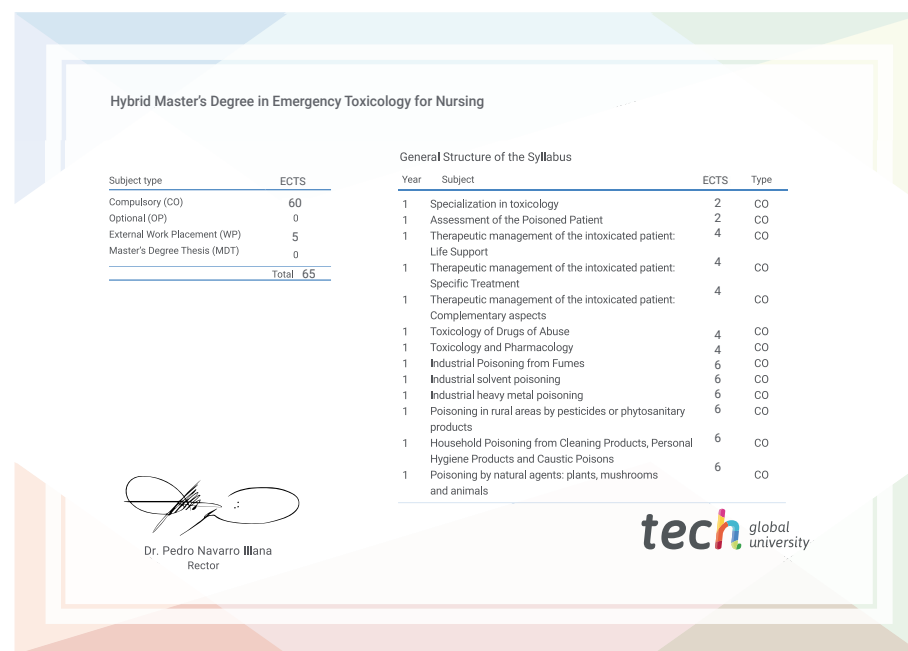 Hybrid Master's Degree in Emergency Toxicology for Nursing
Subject type ECTS
Compulsory (CO) 60
Optional (OP) 0
External Work Placement (WP) 5
Master's Degree Thesis (MDT) 0
Total 65
General Structure of the Syllabus
Year Subject ECTS Type
1 Specialization in toxicology 2 CO
1 Assessment of the Poisoned Patient 2 CO
1 Therapeutic management of the intoxicated patient: 4 CO
Life Support
1 Therapeutic management of the intoxicated patient: 4 CO
Specific Treatment
1 Therapeutic management of the intoxicated patient: 4 CO
Complementary aspects
1 Toxicology of Drugs of Abuse 4 CO
1 Toxicology and Pharmacology 4 CO
1 Industrial Poisoning from Fumes 6 CO
1 Industrial solvent poisoning 6 CO
1 Industrial heavy metal poisoning 6 CO
1 Poisoning in rural areas by pesticides or phytosanitary 6 CO
products
1 Household Poisoning from Cleaning Products, Personal 6 CO
Hygiene Products and Caustic Poisons
1 Poisoning by natural agents: plants, mushrooms 6 CO
and animals
Dr. Pedro Navarro Illana
Rector
tech global
university